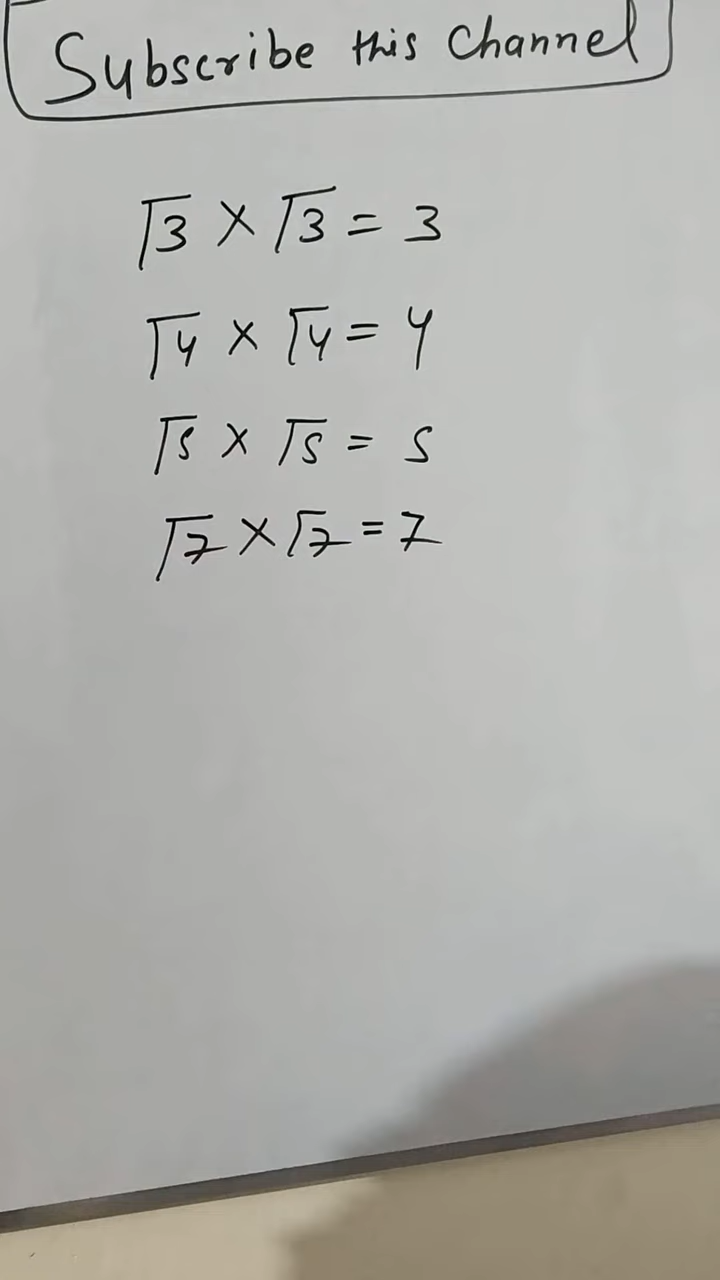 Subscribe this Channel
√3 × √3 = 3
√4 × √4 = 4
√5 × √5 = 5
√7 × √7 = 7